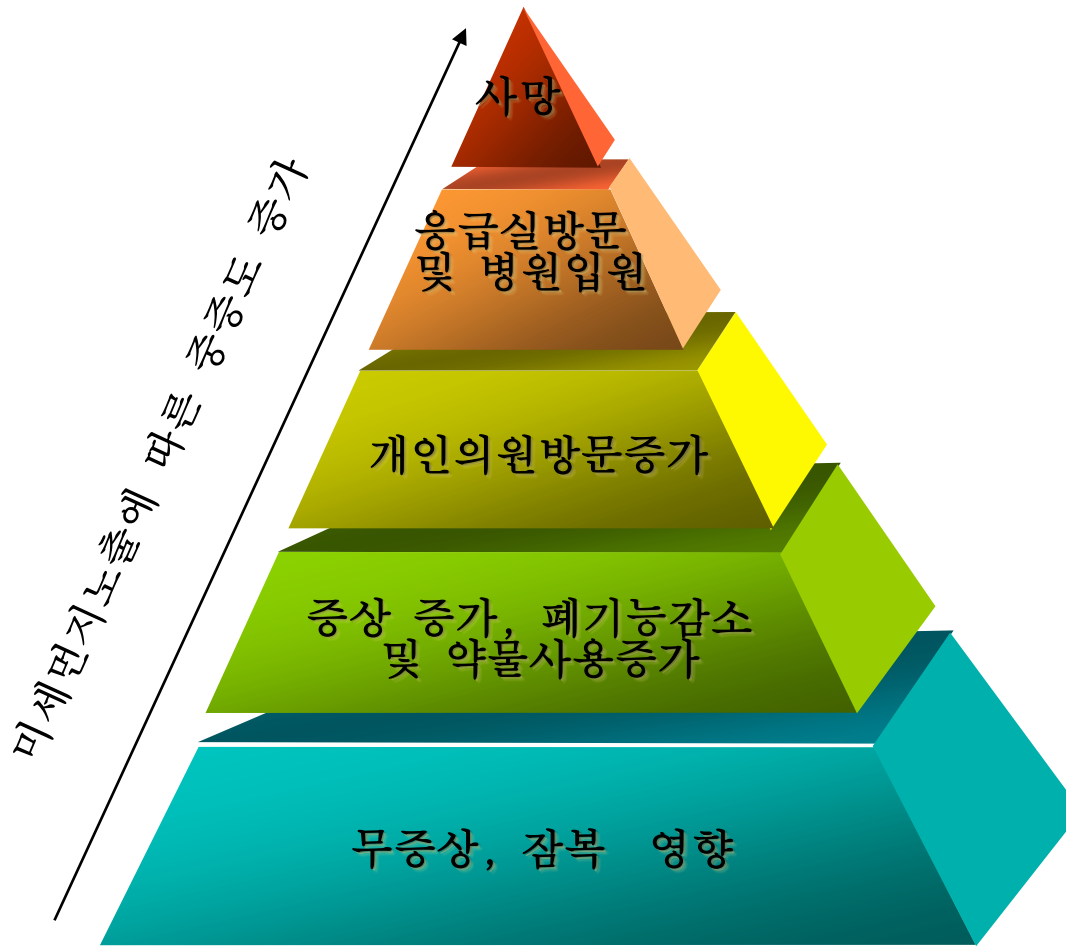 사망
응급실방문
및 병원입원
개인의원방문증가
증상 증가, 폐기능감소
및 약물사용증가
무증상, 잠복 영향
미세먼지노출에 따른 중증도 증가